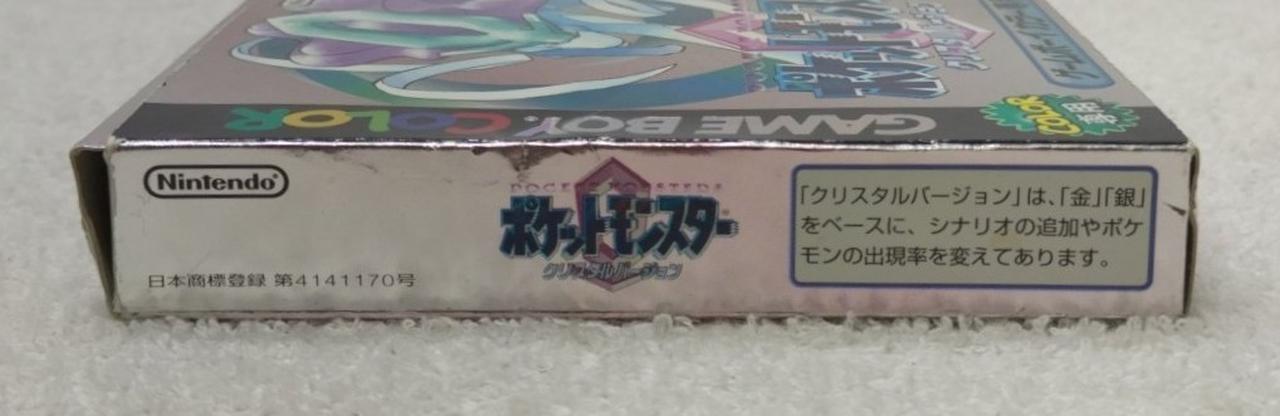 GAME BOY COLOR
専用
COLOR
Nintendo®
日本商標登録 第4141170号
POCKET MONSTERS
ポケットモンスター
クリスタルバージョン
「クリスタルバージョン」は、「金」「銀」
をベースに、シナリオの追加やポケ
モンの出現率を変えてあります。